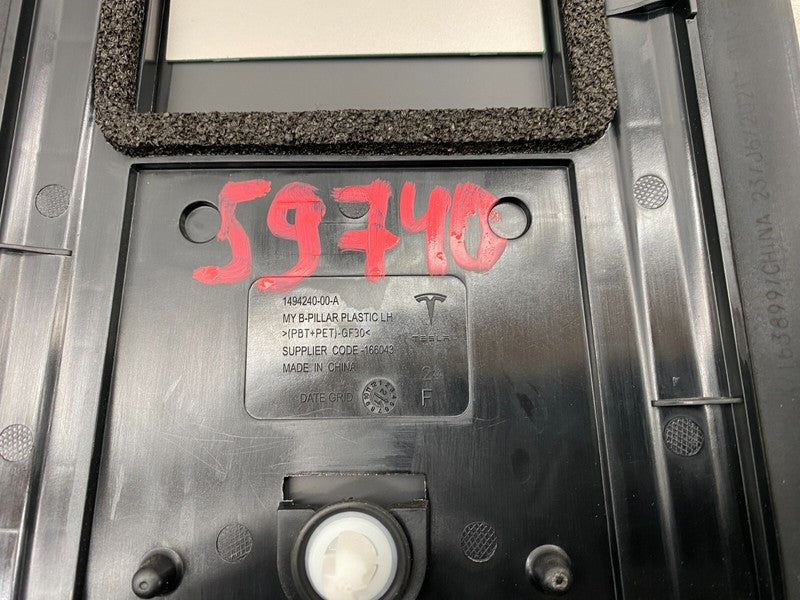 59740
1494240-00-A
MY B-PILLAR PLASTIC LH
>(PBT+PET)-GF30<
TESLA
SUPPLIER CODE -166043
MADE IN CHINA
DATE GRID
F